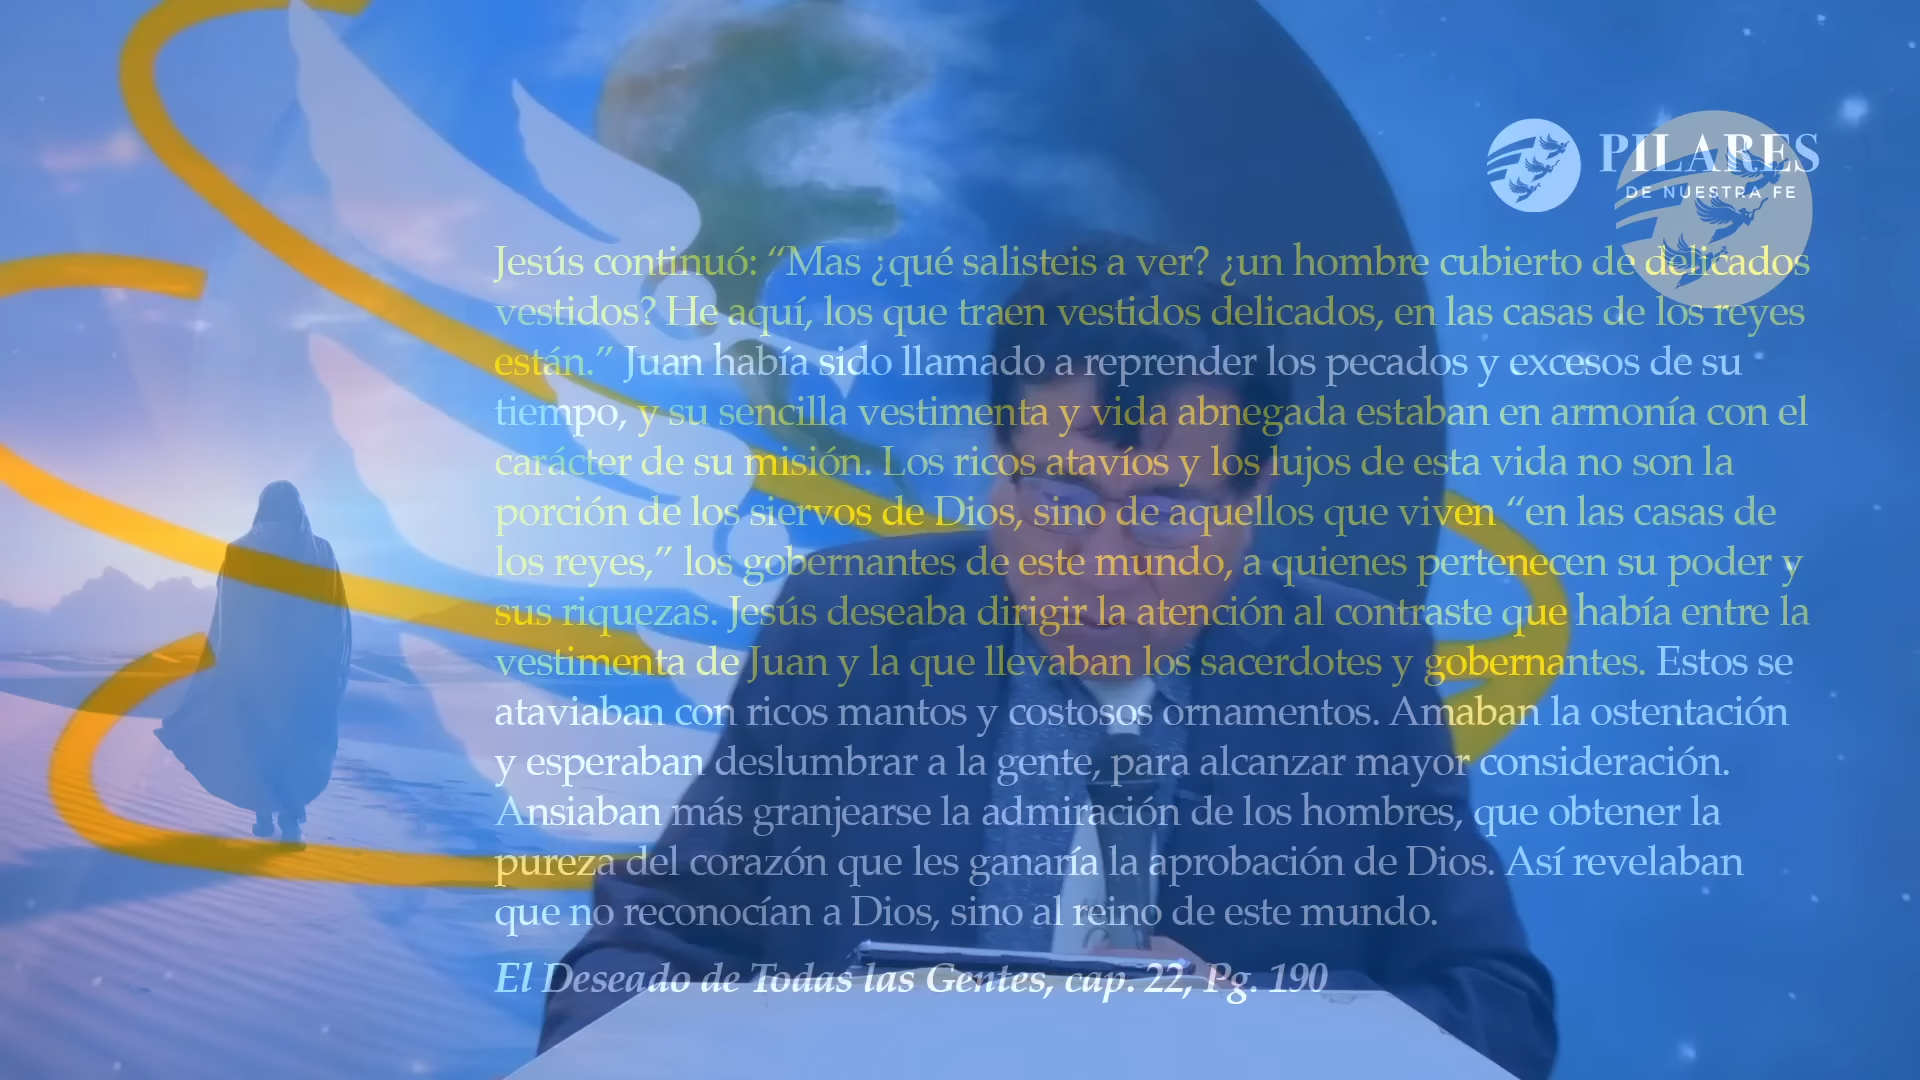 PILARES
DE NUESTRA FE
Jesús continuó: “Mas ¿qué salisteis a ver? ¿un hombre cubierto de delicados
vestidos? He aquí, los que traen vestidos delicados, en las casas de los reyes
están.” Juan había sido llamado a reprender los pecados y excesos de su
tiempo, y su sencilla vestimenta y vida abnegada estaban en armonía con el
carácter de su misión. Los ricos atavíos y los lujos de esta vida no son la
porción de los siervos de Dios, sino de aquellos que viven “en las casas de
los reyes,” los gobernantes de este mundo, a quienes pertenecen su poder y
sus riquezas. Jesús deseaba dirigir la atención al contraste que había entre la
vestimenta de Juan y la que llevaban los sacerdotes y gobernantes. Estos se
ataviaban con ricos mantos y costosos ornamentos. Amaban la ostentación
y esperaban deslumbrar a la gente, para alcanzar mayor consideración.
Ansiaban más granjearse la admiración de los hombres, que obtener la
pureza del corazón que les ganaría la aprobación de Dios. Así revelaban
que no reconocían a Dios, sino al reino de este mundo.
El Deseado de Todas las Gentes, cap. 22, Pg. 190